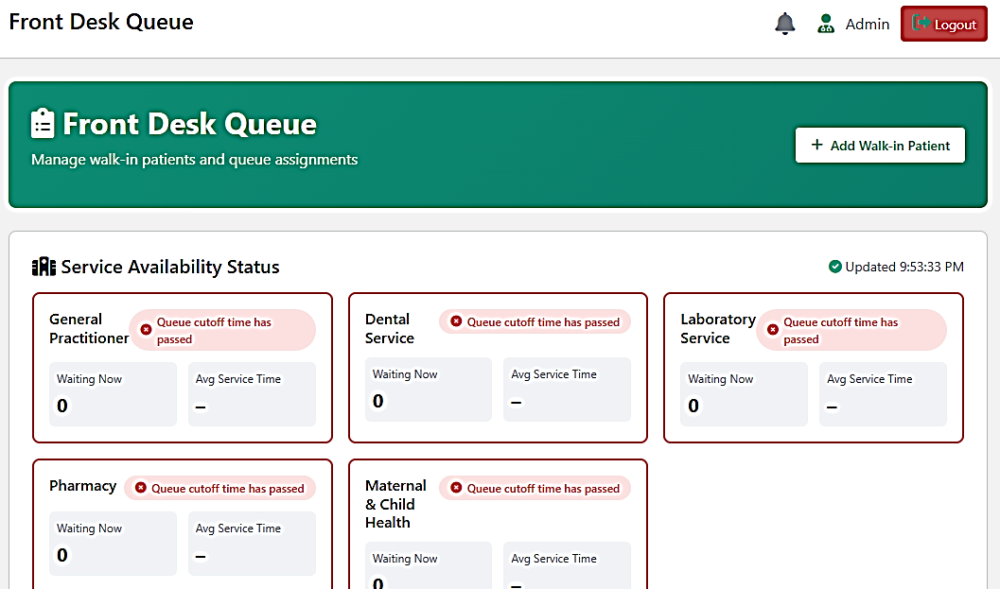 Front Desk Queue
Admin
Logout
Front Desk Queue
Manage walk-in patients and queue assignments
+ Add Walk-in Patient
Service Availability Status
Updated 9:53:33 PM
General
Practitioner
Queue cutoff time has
passed
Waiting Now
0
Avg Service Time
–
Dental
Service
Queue cutoff time has passed
Waiting Now
0
Avg Service Time
–
Laboratory
Service
Queue cutoff time has
passed
Waiting Now
0
Avg Service Time
–
Pharmacy
Queue cutoff time has passed
Waiting Now
0
Avg Service Time
–
Maternal
& Child
Health
Queue cutoff time has passed
Waiting Now
0
Avg Service Time
–